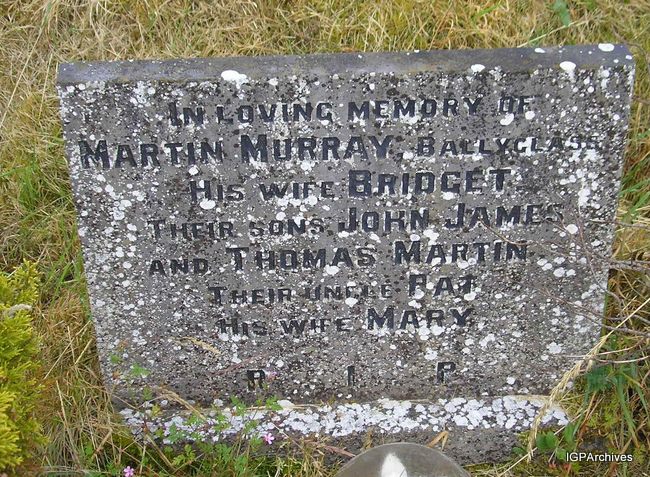 IN LOVING MEMORY OF
MARTIN MURRAY, BALLYGLASS
HIS WIFE BRIDGET
THEIR SONS JOHN JAMES
AND THOMAS MARTIN
THEIR UNCLE PAT
HIS WIFE MARY
R I P
IGPArchives